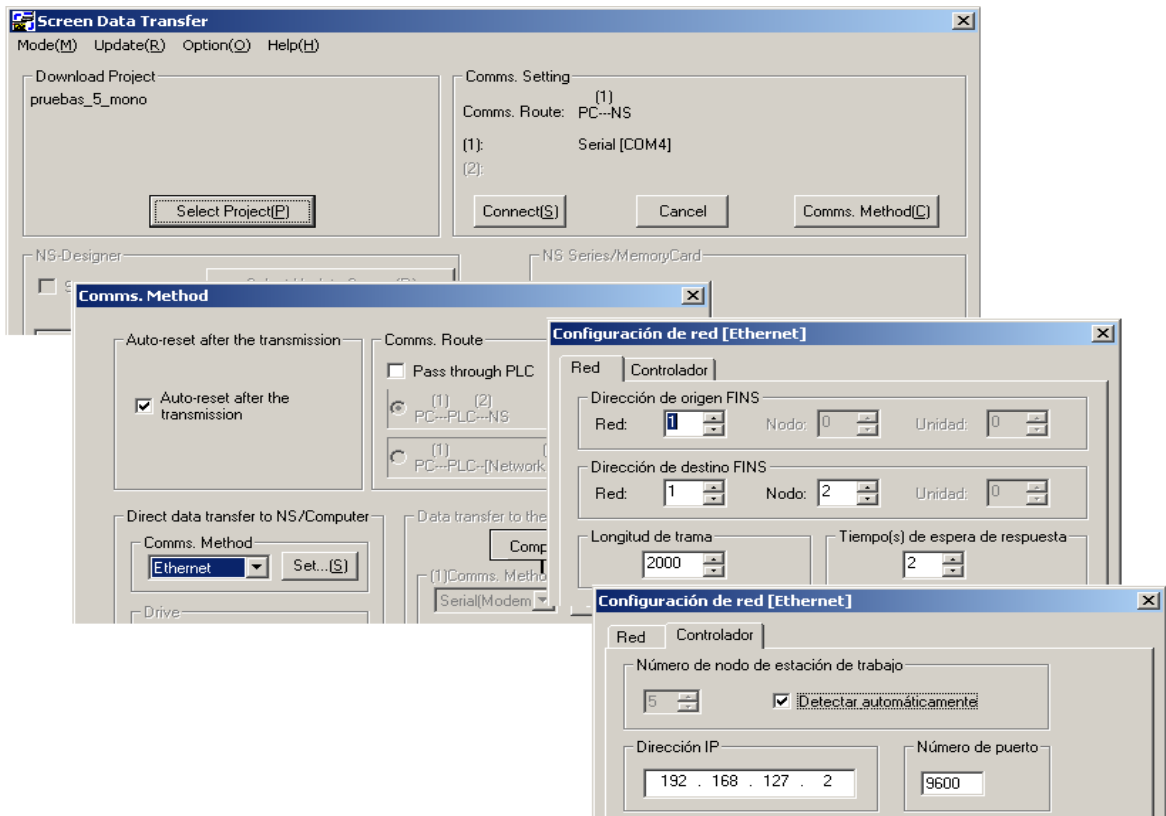 Screen Data Transfer
Mode(M) Update(R) Option(O) Help(H)
Download Project
pruebas_5_mono
Select Project(P)
Comms. Setting
(1)
Comms. Route: PC---NS
(1): Serial [COM4]
(2):
Connect(S) Cancel Comms. Method(C)
NS-Designer
NS Series/MemoryCard
Comms. Method
Auto-reset after the transmission
Auto-reset after the
transmission
Comms. Route
Pass through PLC
(1) (2)
PC---PLC---NS
(1)
PC---PLC--[Network
Direct data transfer to NS/Computer
Comms. Method
Ethernet Set...(S)
Drive
Data transfer to the
Comp
(1)Comms. Metho
Serial(Modem
Configuración de red [Ethernet]
Red Controlador
Dirección de origen FINS
Red: 1 Nodo: 0 Unidad: 0
Dirección de destino FINS
Red: 1 Nodo: 2 Unidad: 0
Longitud de trama
2000
Tiempo(s) de espera de respuesta
2
Configuración de red [Ethernet]
Red Controlador
Número de nodo de estación de trabajo
5 Detectar automáticamente
Dirección IP
192 . 168 . 127 . 2
Número de puerto
9600